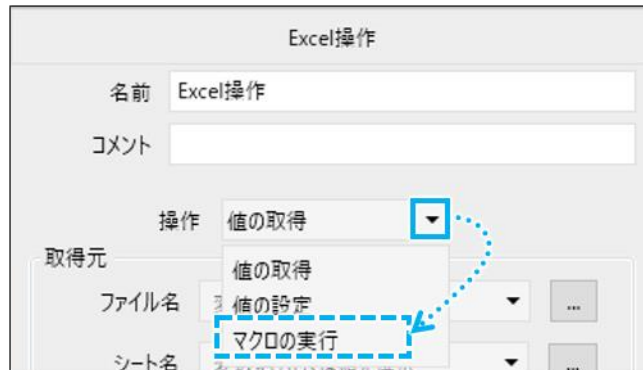 Excel操作
名前 Excel操作
コメント
操作 値の取得
取得元
値の取得
ファイル名 値の設定 ...
マクロの実行
シート名 ...